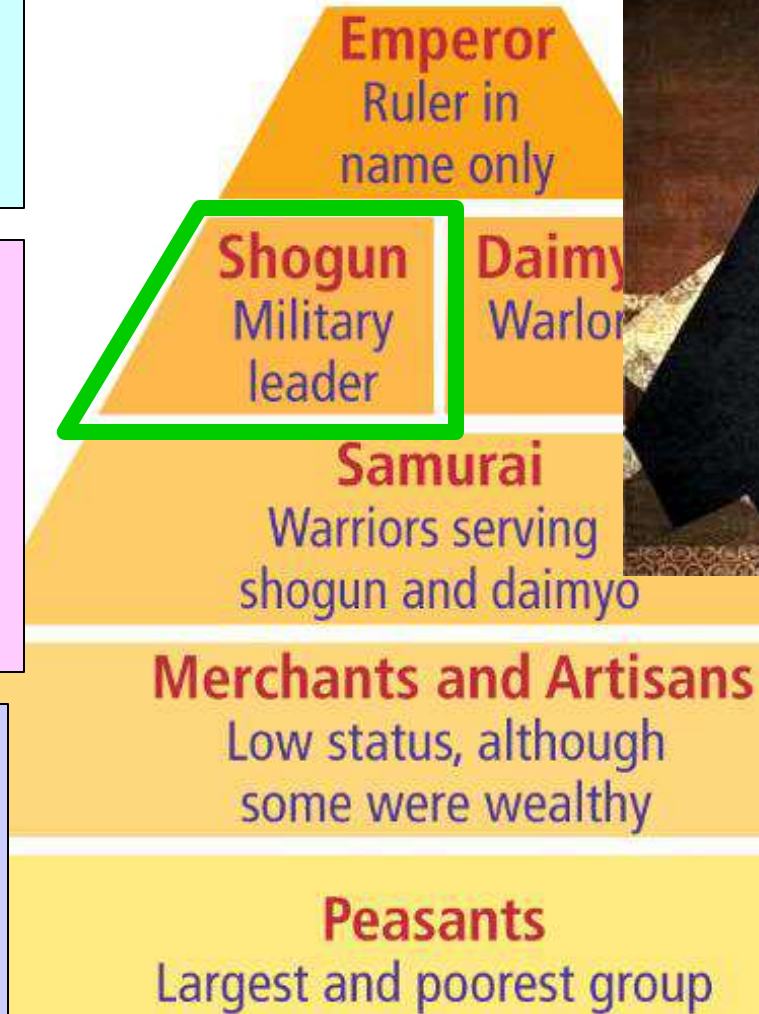 Emperor
Ruler in
name only
Shogun
Military
leader
Samurai
Warriors serving
shogun and daimyo
Merchants and Artisans
Low status, although
some were wealthy
Peasants
Largest and poorest group